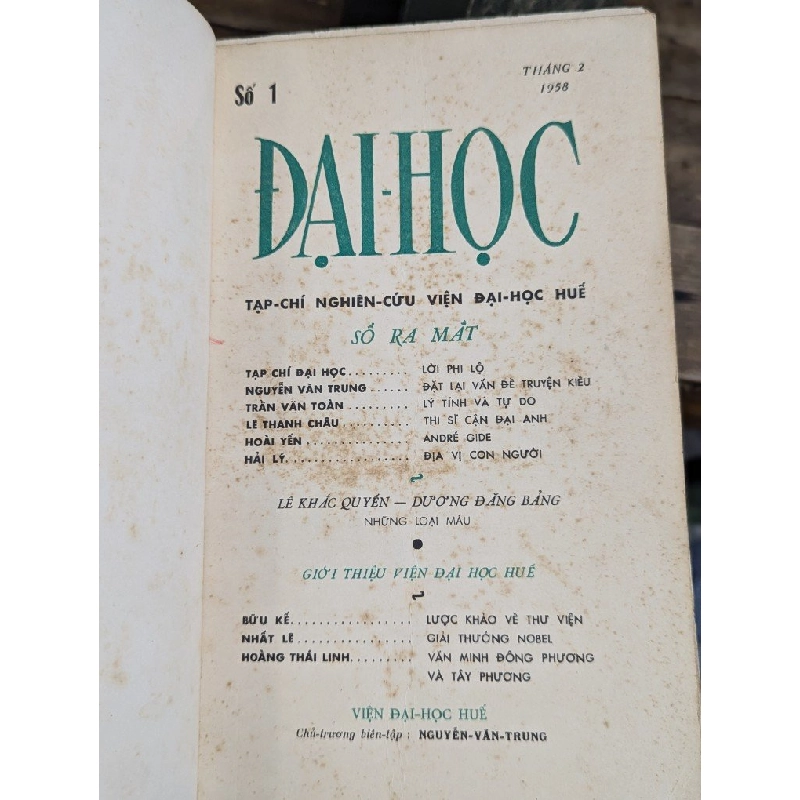 Số 1
THÁNG 2
1958
ĐẠI-HỌC
TẠP-CHÍ NGHIÊN-CỨU VIỆN ĐẠI-HỌC HUẾ
SỐ RA MẮT
TẠP CHÍ ĐẠI HỌC......... LỜI PHI LỘ
NGUYỄN VĂN TRUNG...... ĐẶT LẠI VẤN ĐỀ TRUYỆN KIỀU
TRẦN VĂN TOÀN......... LÝ TÍNH VÀ TỰ DO
LÊ THANH CHÂU......... THI SĨ CẬN ĐẠI ANH
HOÀI YẾN............... ANDRÉ GIDE
HẢI LÝ.................. ĐỊA VỊ CON NGƯỜI
LÊ KHẮC QUYẾN — DƯƠNG ĐĂNG BẢNG
NHỮNG LOẠI MÁU
GIỚI THIỆU VIỆN ĐẠI HỌC HUẾ
BỬU KẾ................. LƯỢC KHẢO VỀ THƯ VIỆN
NHẤT LÊ................ GIẢI THƯỞNG NOBEL
HOÀNG THÁI LINH......... VĂN MINH ĐÔNG PHƯƠNG
VÀ TÂY PHƯƠNG
VIỆN ĐẠI-HỌC HUẾ
Chủ-trương biên-tập : NGUYỄN-VĂN-TRUNG